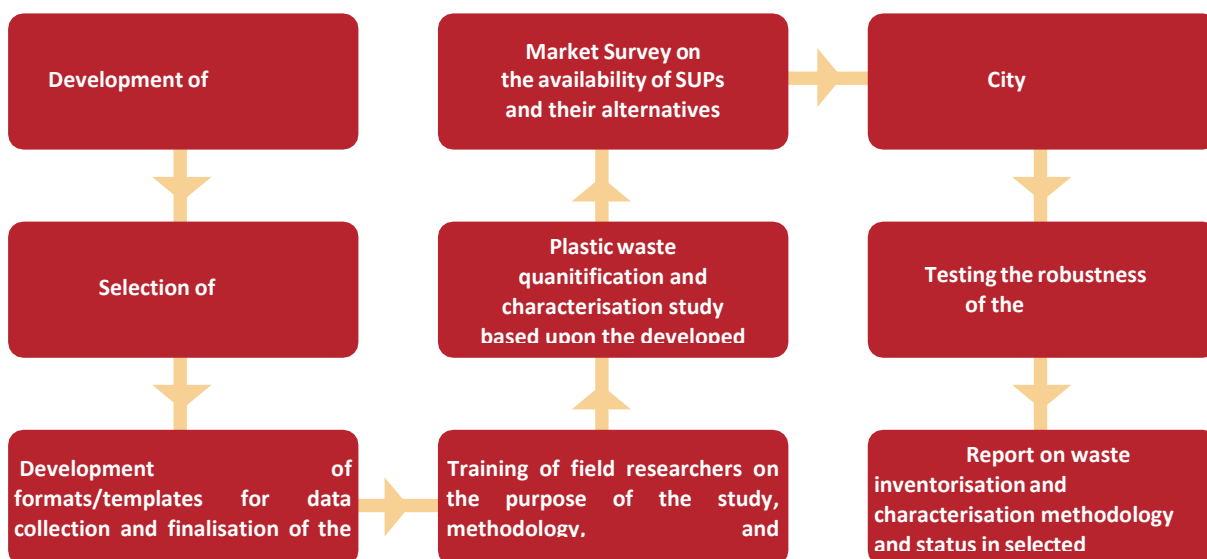 Development of
Selection of
Development of
formats/templates for data
collection and finalisation of the
Training of field researchers on
the purpose of the study,
methodology, and
Plastic waste
quanitification and
characterisation study
based upon the developed
Market Survey on
the availability of SUPs
and their alternatives
City
Testing the robustness
of the
Report on waste
inventorisation and
characterisation methodology
and status in selected